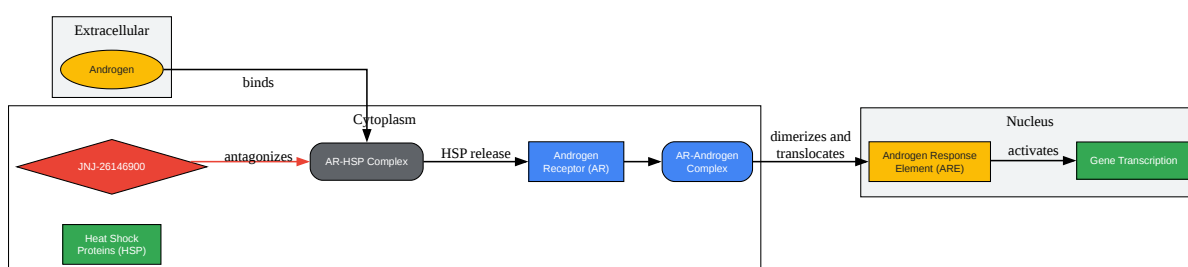 Extracellular
Androgen
binds
Cytoplasm
JNJ-26146900
antagonizes
AR-HSP Complex
HSP release
Androgen
Receptor (AR)
AR-Androgen
Complex
dimerizes and
translocates
Nucleus
Androgen Response
Element (ARE)
activates
Gene Transcription
Heat Shock
Proteins (HSP)